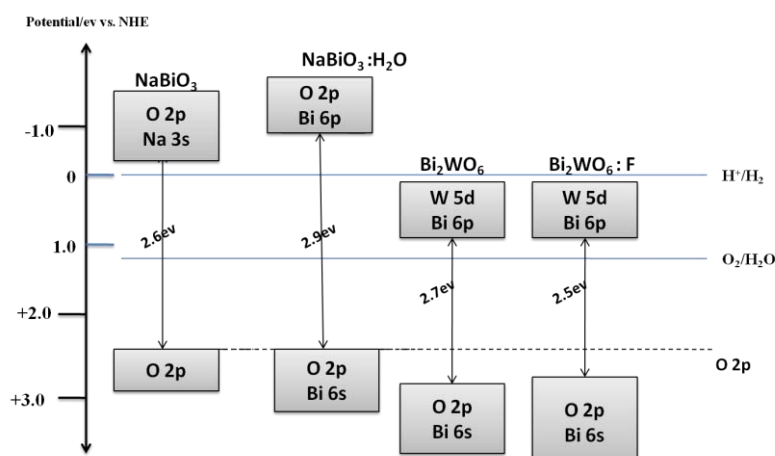 Potential/ev vs. NHE
NaBiO₃
NaBiO₃:H₂O
O 2p
Na 3s
O 2p
Bi 6p
-1.0
Bi₂WO₆
Bi₂WO₆: F
0
H⁺/H₂
W 5d
Bi 6p
W 5d
Bi 6p
2.6ev
2.9ev
1.0
O₂/H₂O
2.7ev
2.5ev
+2.0
O 2p
O 2p
Bi 6s
O 2p
+3.0
O 2p
Bi 6s
O 2p
Bi 6s